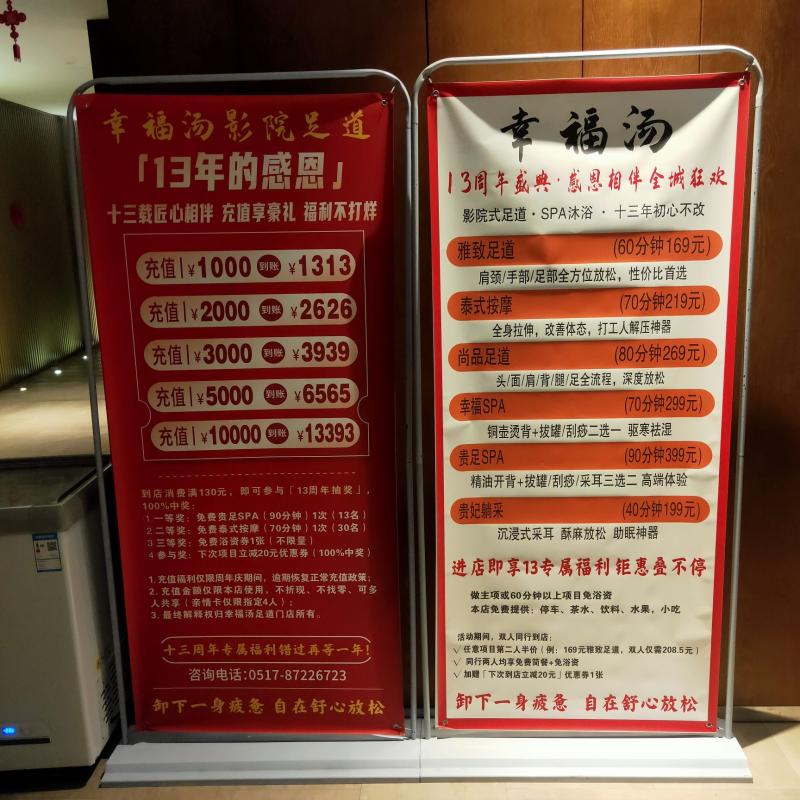 幸福汤影院足道
「13年的感恩」
十三载匠心相伴 充值享豪礼 福利不打烊
充值|¥1000 到账 ¥1313
充值|¥2000 到账 ¥2626
充值|¥3000 到账 ¥3939
充值|¥5000 到账 ¥6565
充值|¥10000 到账 ¥13393
到店消费满130元，即可参与「13周年抽奖」，
100%中奖：
1 一等奖：免费贵足SPA（90分钟）1次（13名）
2 二等奖：免费泰式按摩（70分钟）1次（30名）
3 三等奖：免费浴资券1张（不限量）
4 参与奖：下次项目立减20元优惠券（100%中奖）
1.充值福利仅限周年庆期间，逾期恢复正常充值政策；
2.充值金额仅限本店使用，不折现、不找零、可多
人共享（亲情卡仅限指定4人）；
3.最终解释权归幸福汤足道门店所有。
十三周年专属福利错过再等一年！
咨询电话：0517-87226723
卸下一身疲惫 自在舒心放松
幸福汤
13周年盛典·感恩相伴全城狂欢
影院式足道·SPA沐浴·十三年初心不改
雅致足道 (60分钟169元)
肩颈/手部/足部全方位放松，性价比首选
泰式按摩 (70分钟219元)
全身拉伸，改善体态，打工人解压神器
尚品足道 (80分钟269元)
头/面/肩/背/腿/足全流程，深度放松
幸福SPA (70分钟299元)
铜壶烫背+拔罐/刮痧二选一 驱寒祛湿
贵足SPA (90分钟399元)
精油开背+拔罐/刮痧/采耳三选二 高端体验
贵妃躺采 (40分钟199元)
沉浸式采耳 酥麻放松 助眠神器
进店即享13专属福利钜惠叠不停
做主项或60分钟以上项目免浴资
本店免费提供：停车、茶水、饮料、水果，小吃
活动期间，双人同行到店：
√ 任意项目第二人半价（例：169元雅致足道，双人仅需208.5元）
√ 同行两人均享免费简餐+免浴资
√ 加赠「下次到店立减20元」优惠券1张
卸下一身疲惫 自在舒心放松